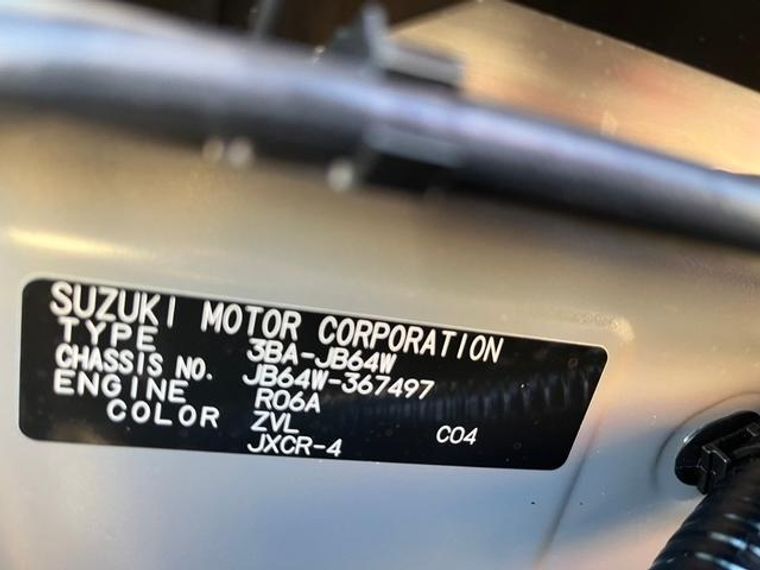 SUZUKI MOTOR CORPORATION
TYPE 3BA-JB64W
CHASSIS NO. JB64W-367497
ENGINE R06A
COLOR ZVL C04
JXCR-4